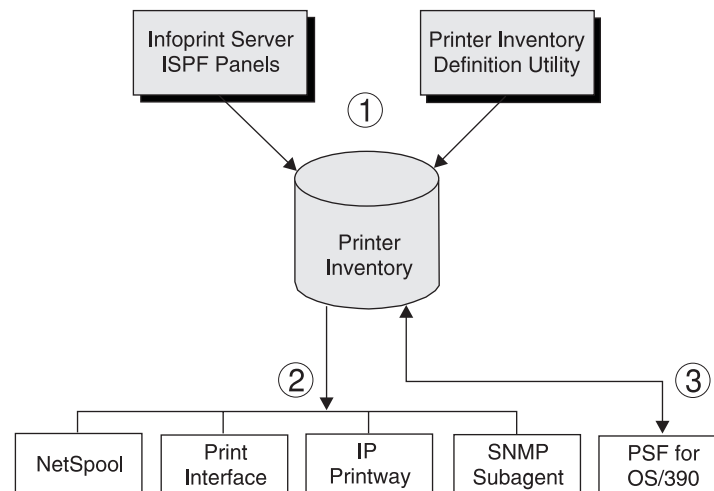 Infoprint Server
ISPF Panels
Printer Inventory
Definition Utility
1
Printer
Inventory
2
3
NetSpool
Print
Interface
IP
Printway
SNMP
Subagent
PSF for
OS/390